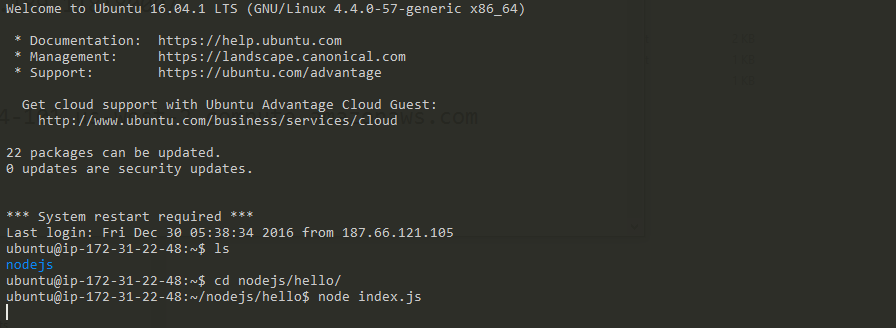 Welcome to Ubuntu 16.04.1 LTS (GNU/Linux 4.4.0-57-generic x86_64)
* Documentation:  https://help.ubuntu.com
* Management:     https://landscape.canonical.com
* Support:        https://ubuntu.com/advantage
Get cloud support with Ubuntu Advantage Cloud Guest:
http://www.ubuntu.com/business/services/cloud
22 packages can be updated.
0 updates are security updates.
*** System restart required ***
Last login: Fri Dec 30 05:38:34 2016 from 187.66.121.105
ubuntu@ip-172-31-22-48:~$ ls
nodejs
ubuntu@ip-172-31-22-48:~$ cd nodejs/hello/
ubuntu@ip-172-31-22-48:~/nodejs/hello$ node index.js